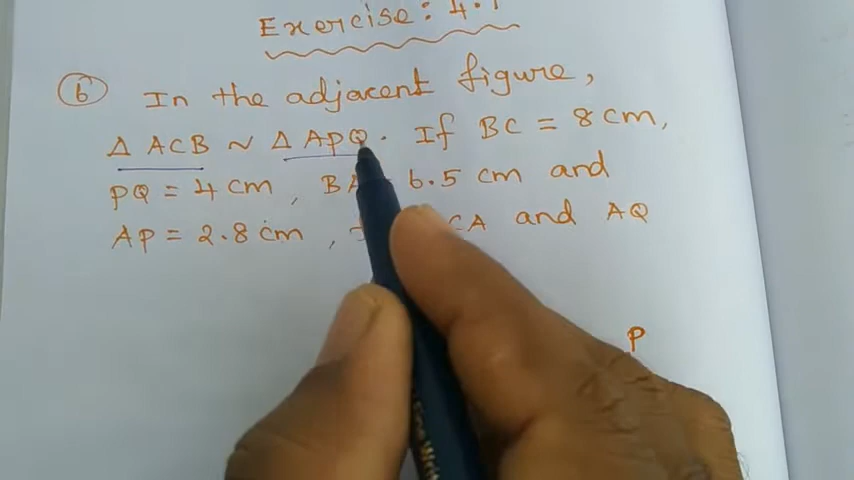 Exercise: 4.1
6 In the adjacent figure,
Δ ACB ~ Δ APQ. If BC = 8 cm,
PQ = 4 cm, BA 6.5 cm and
AP = 2.8 cm, CA and AQ
P